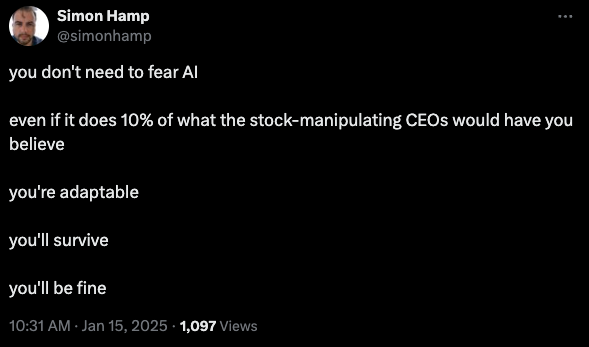 Simon Hamp
@simonhamp
you don't need to fear AI
even if it does 10% of what the stock-manipulating CEOs would have you
believe
you're adaptable
you'll survive
you'll be fine
10:31 AM · Jan 15, 2025 · 1,097 Views